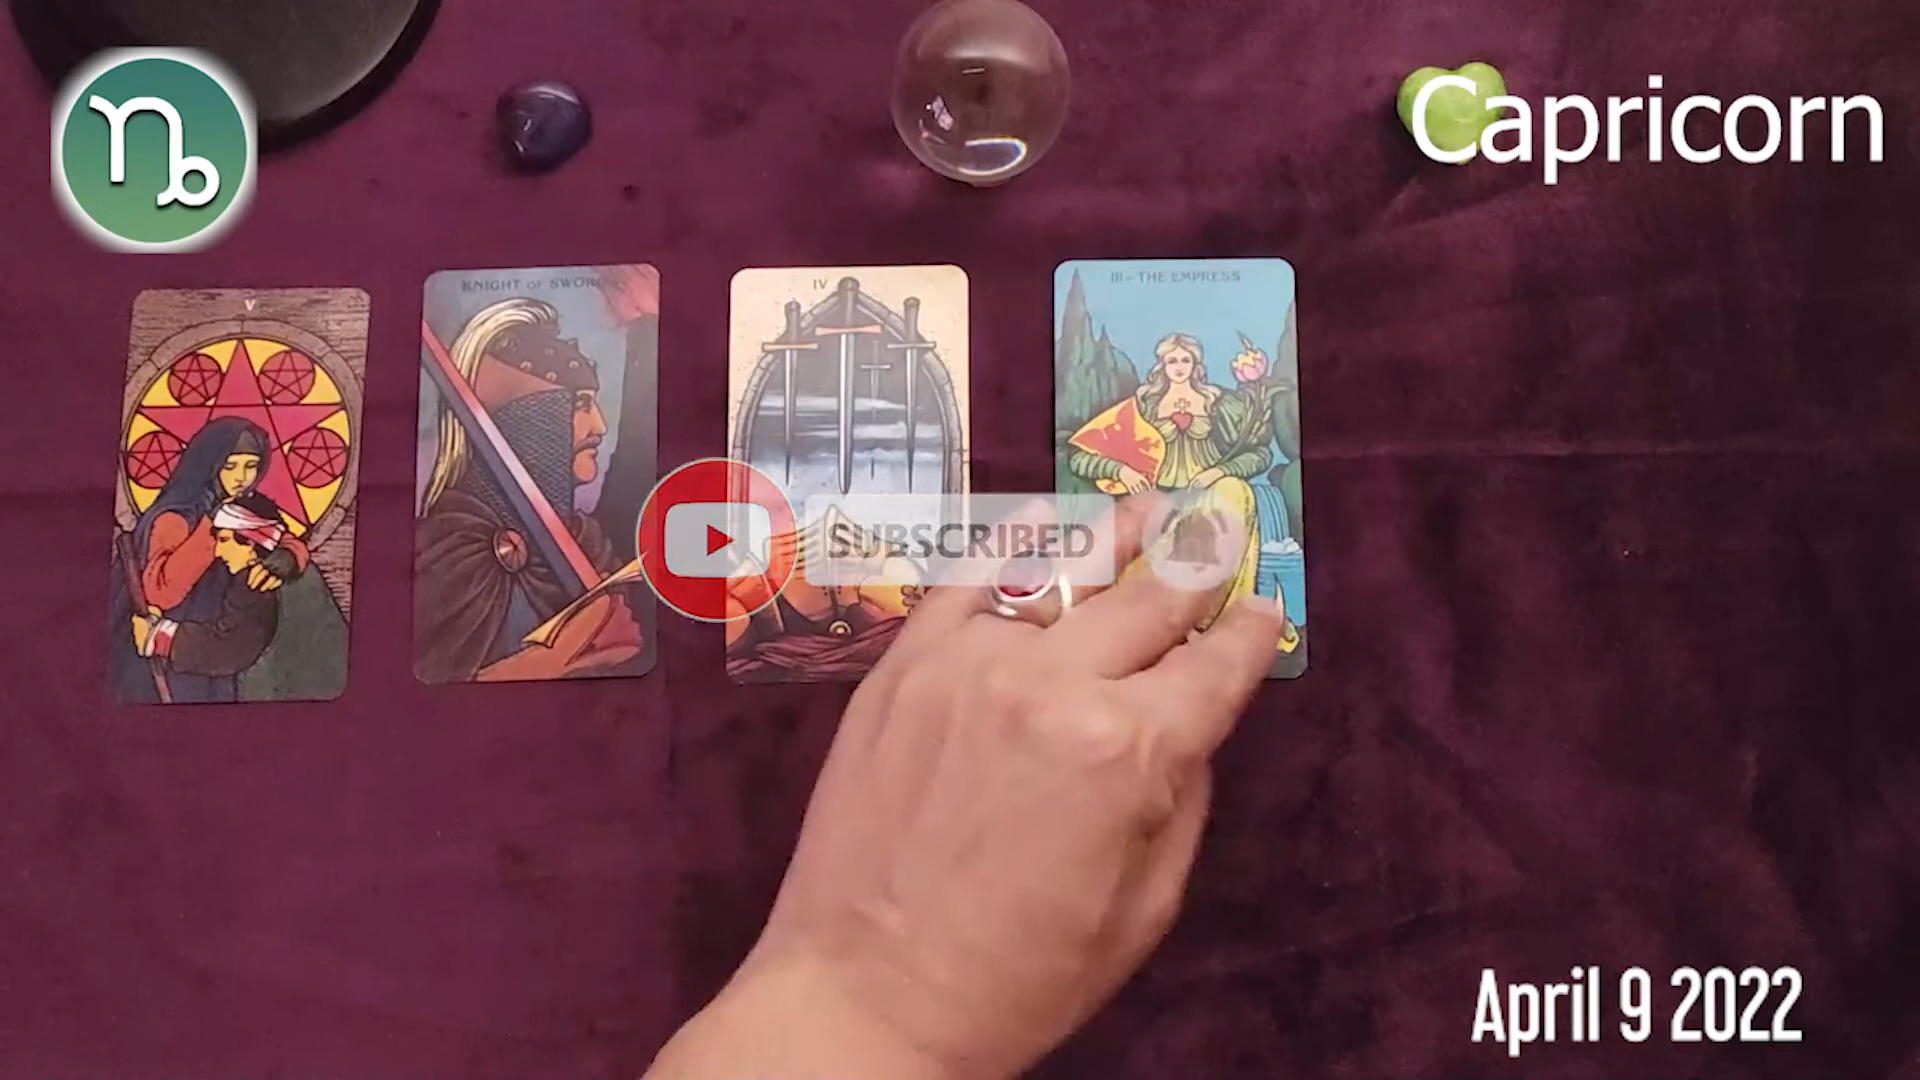 Capricorn
V
KNIGHT OF SWORDS
IV
III - THE EMPRESS
SUBSCRIBED
April 9 2022